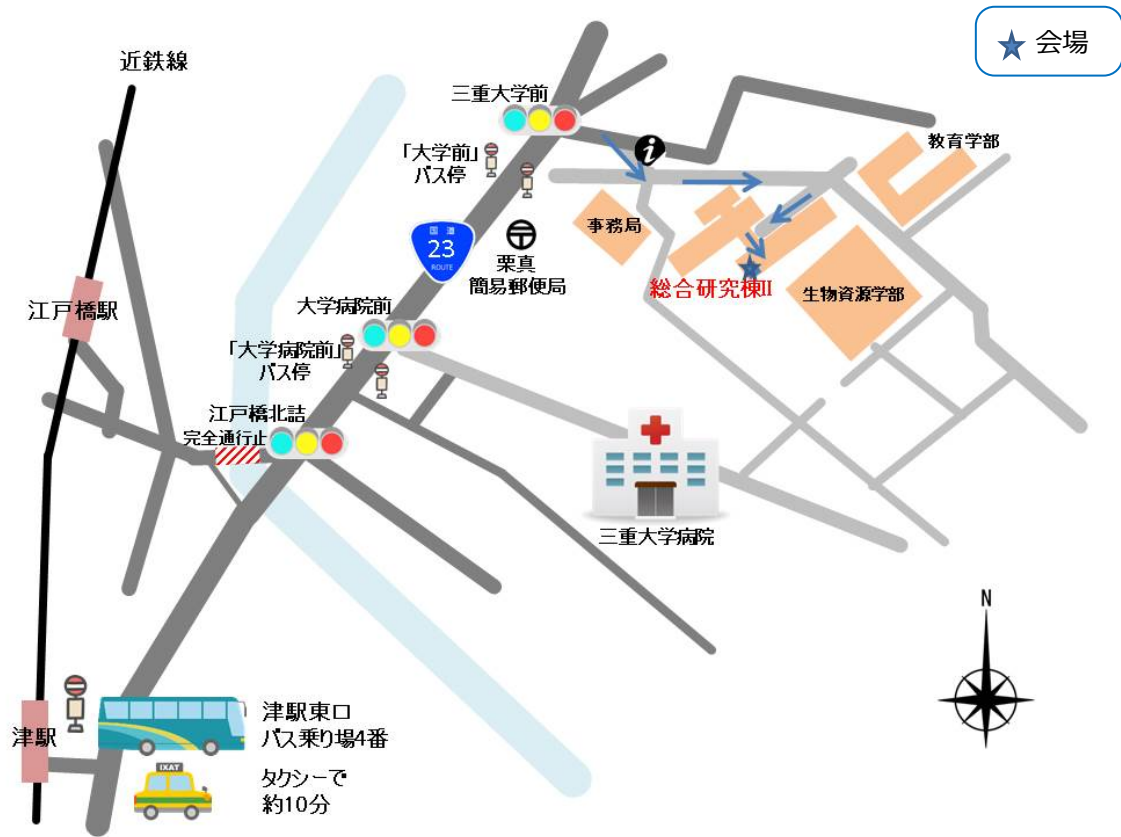 会場
近鉄線
三重大学前
「大学前」
バス停
教育学部
事務局
国道
23
ROUTE
栗真
簡易郵便局
総合研究棟II
生物資源学部
江戸橋駅
大学病院前
「大学病院前」
バス停
江戸橋北詰
完全通行止
三重大学病院
N
津駅
津駅東口
バス乗り場4番
IXAT
タクシーで
約10分